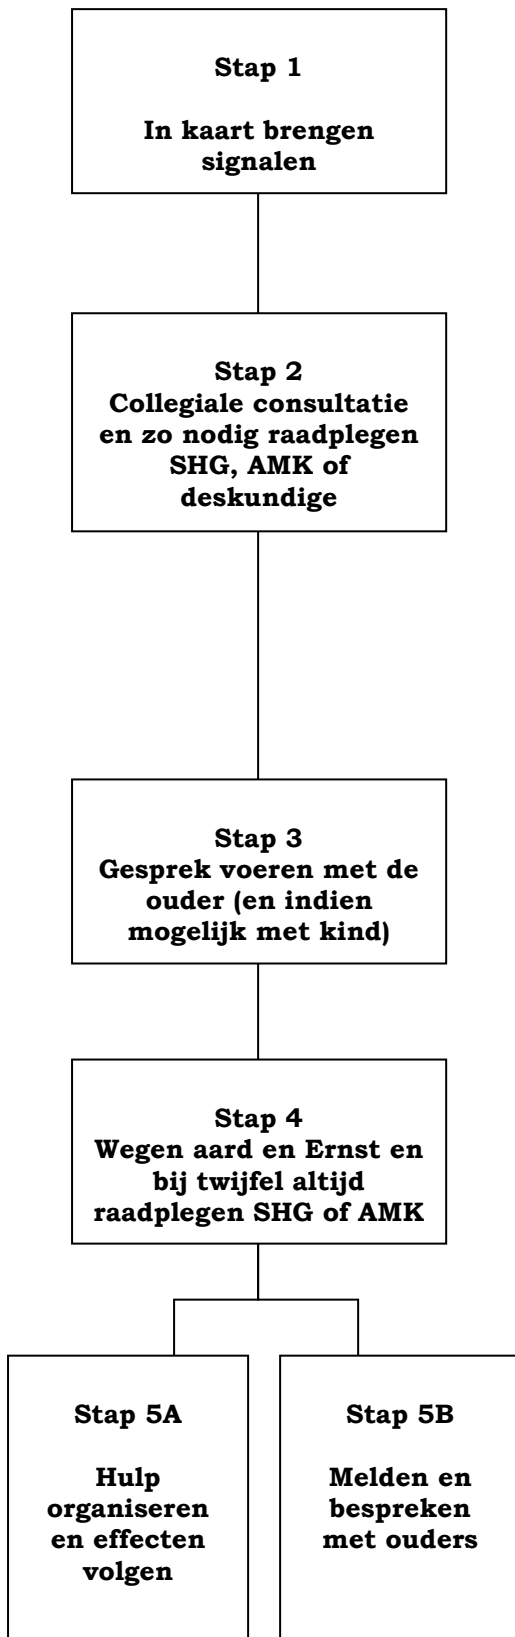 Stap 1
In kaart brengen
signalen
Stap 2
Collegiale consultatie
en zo nodig raadplegen
SHG, AMK of
deskundige
Stap 3
Gesprek voeren met de
ouder (en indien
mogelijk met kind)
Stap 4
Wegen aard en Ernst en
bij twijfel altijd
raadplegen SHG of AMK
Stap 5A
Hulp
organiseren
en effecten
volgen
Stap 5B
Melden en
bespreken
met ouders